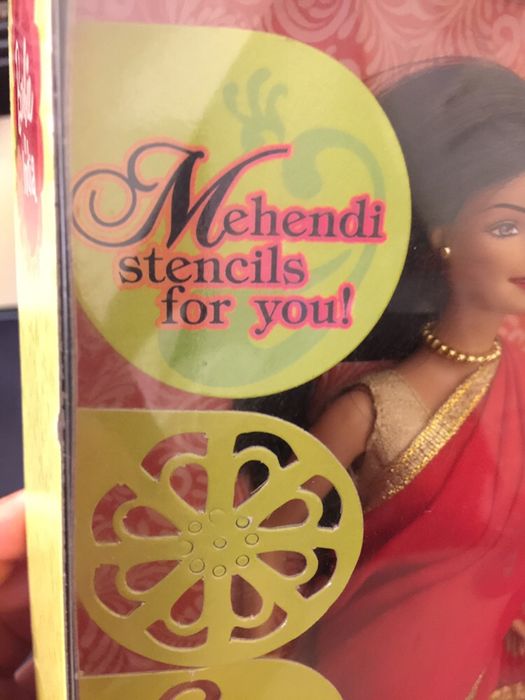 Mehendi
stencils
for you!